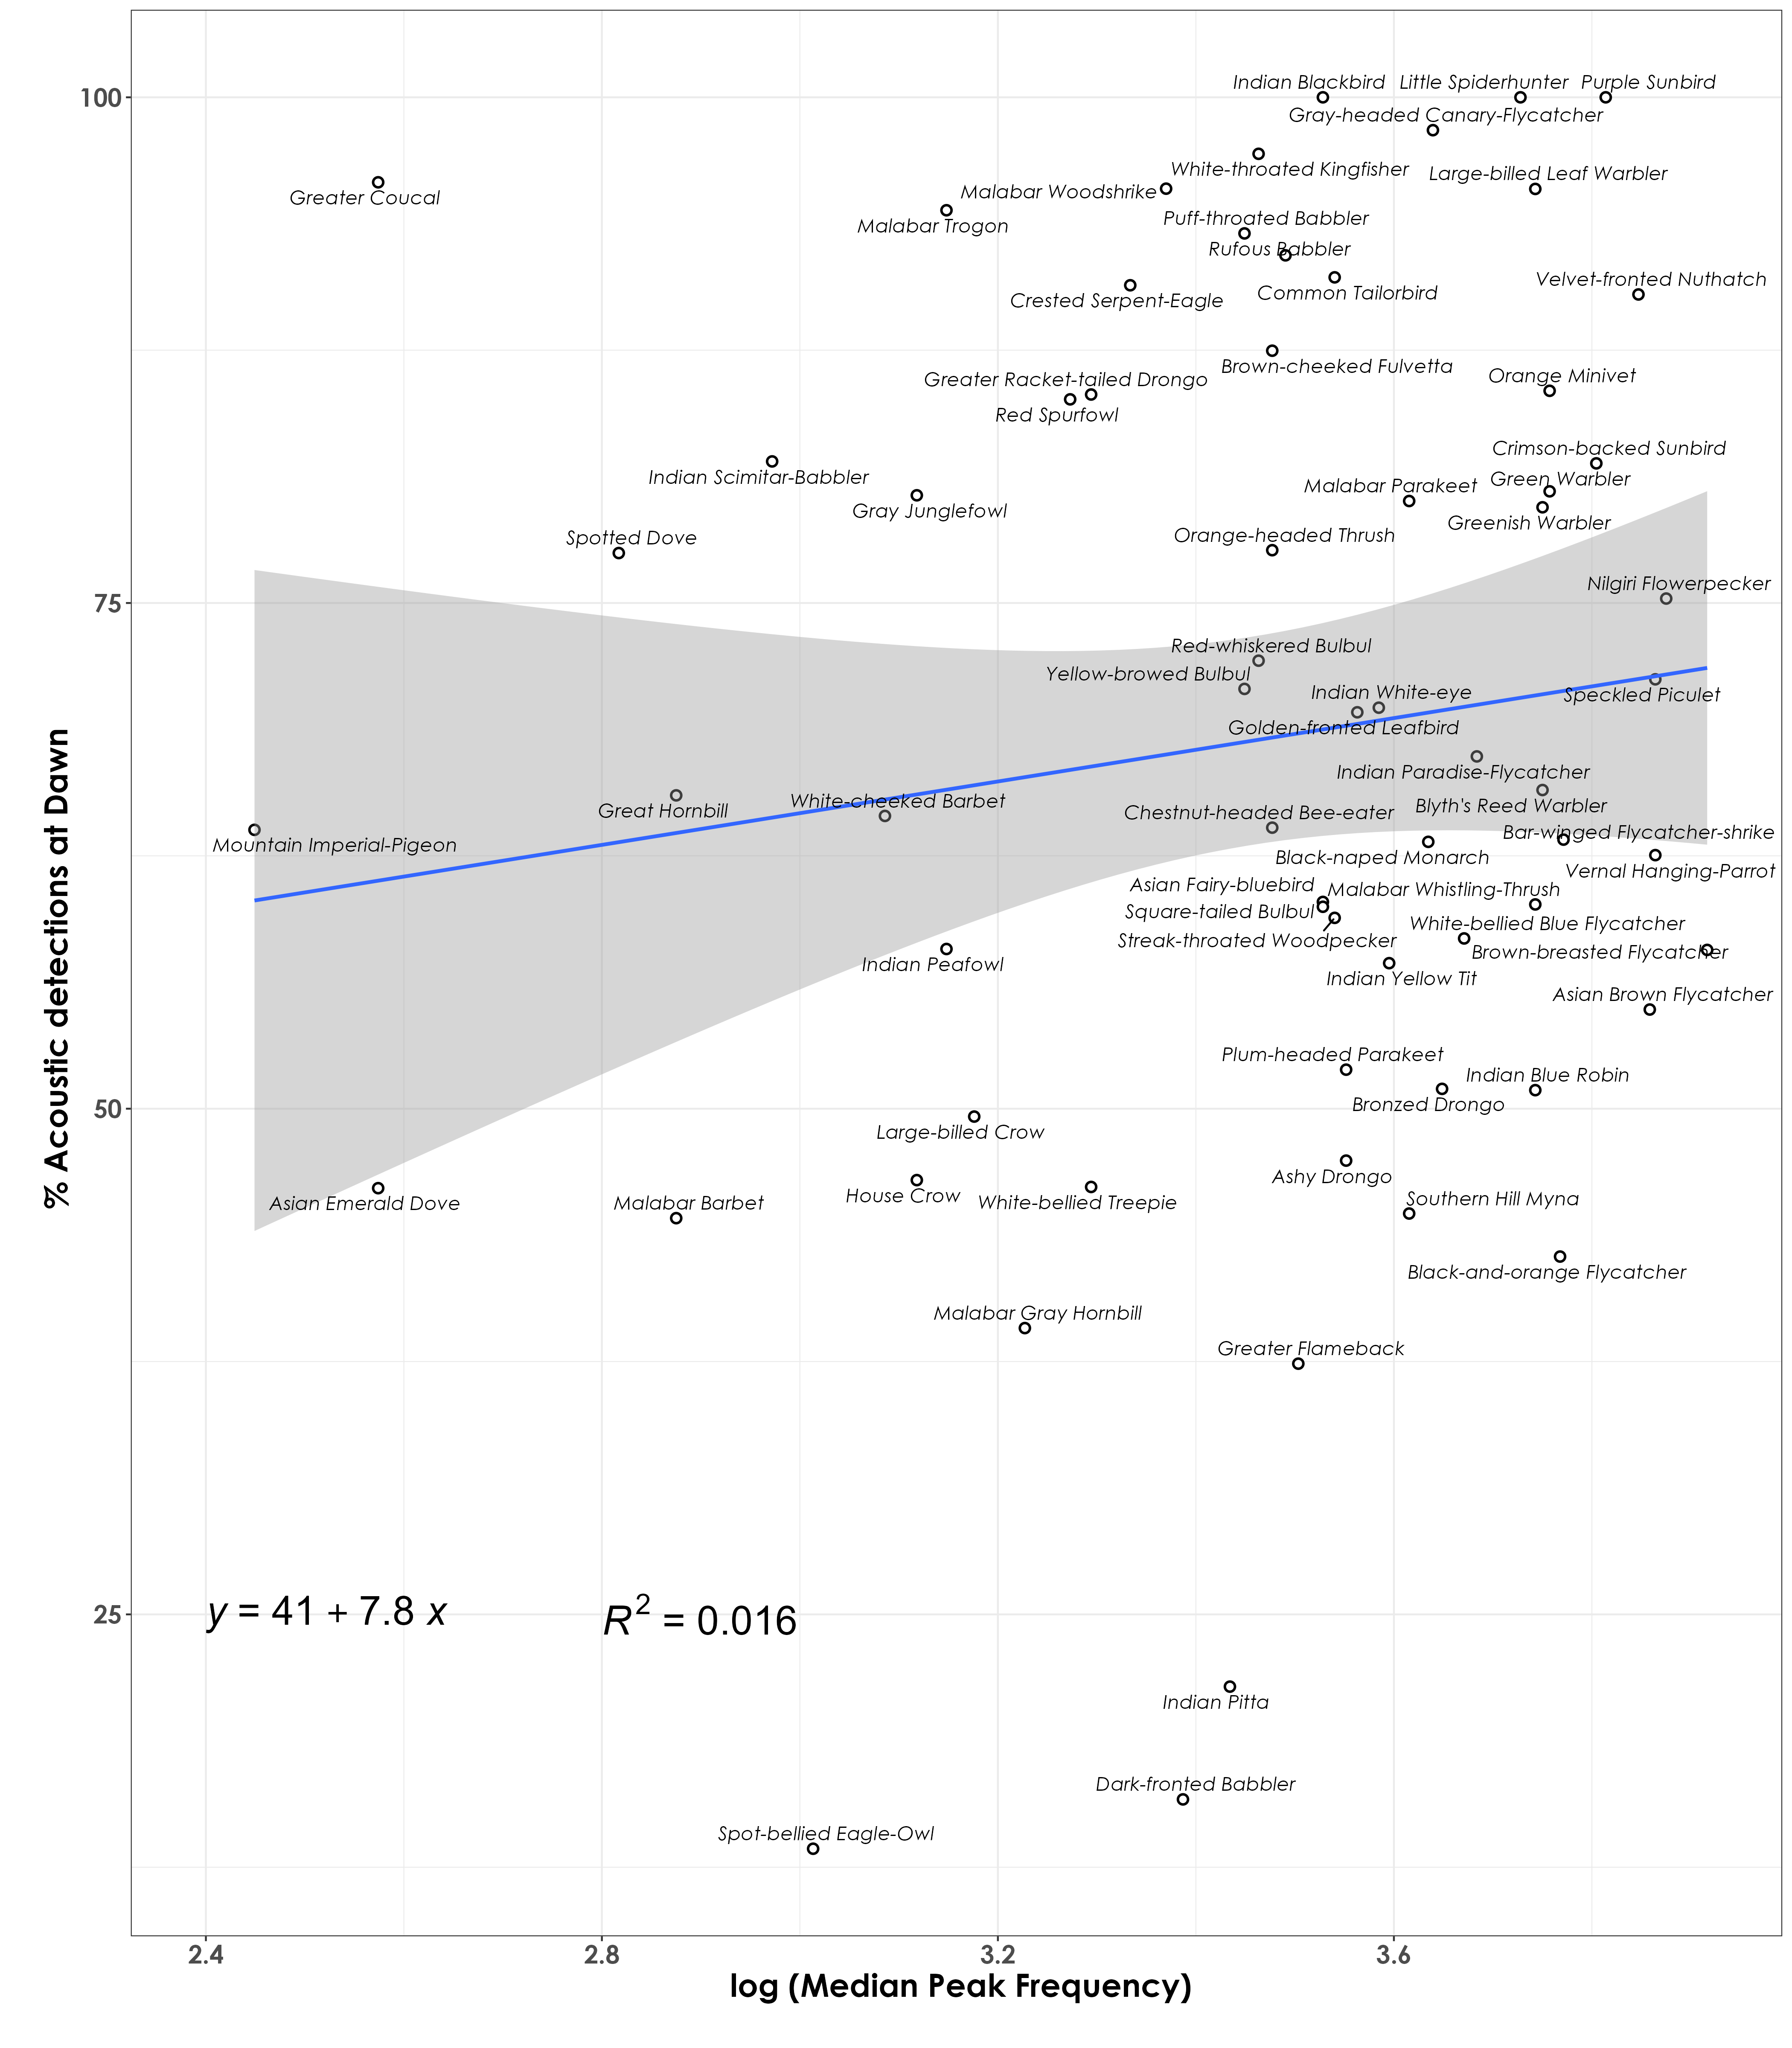 Indian Blackbird Little Spiderhunter Purple Sunbird
100
Gray-headed Canary-Flycatcher
White-throated Kingfisher
Large-billed Leaf Warbler
Malabar Woodshrike
Greater Coucal
Puff-throated Babbler
Malabar Trogon
Rufous Babbler
Velvet-fronted Nuthatch
Common Tailorbird
Crested Serpent-Eagle
Brown-cheeked Fulvetta
Orange Minivet
Greater Racket-tailed Drongo
Red Spurfowl
Crimson-backed Sunbird
Indian Scimitar-Babbler
Green Warbler
Malabar Parakeet
Gray Junglefowl
Greenish Warbler
Orange-headed Thrush
Spotted Dove
Nilgiri Flowerpecker
75
Red-whiskered Bulbul
Yellow-browed Bulbul
Indian White-eye
Speckled Piculet
Golden-fronted Leafbird
Indian Paradise-Flycatcher
White-cheeked Barbet
Blyth's Reed Warbler
Great Hornbill
Chestnut-headed Bee-eater
Bar-winged Flycatcher-shrike
Mountain Imperial-Pigeon
Black-naped Monarch
Vernal Hanging-Parrot
Asian Fairy-bluebird
Malabar Whistling-Thrush
Square-tailed Bulbul
White-bellied Blue Flycatcher
Streak-throated Woodpecker
Brown-breasted Flycatcher
Indian Peafowl
Indian Yellow Tit
Asian Brown Flycatcher
Plum-headed Parakeet
Indian Blue Robin
Bronzed Drongo
50
Large-billed Crow
Ashy Drongo
House Crow
Southern Hill Myna
White-bellied Treepie
Malabar Barbet
Asian Emerald Dove
Black-and-orange Flycatcher
Malabar Gray Hornbill
Greater Flameback
25
y = 41 + 7.8 x
R² = 0.016
Indian Pitta
Dark-fronted Babbler
Spot-bellied Eagle-Owl
2.4 2.8 3.2 3.6
log (Median Peak Frequency)
% Acoustic detections at Dawn